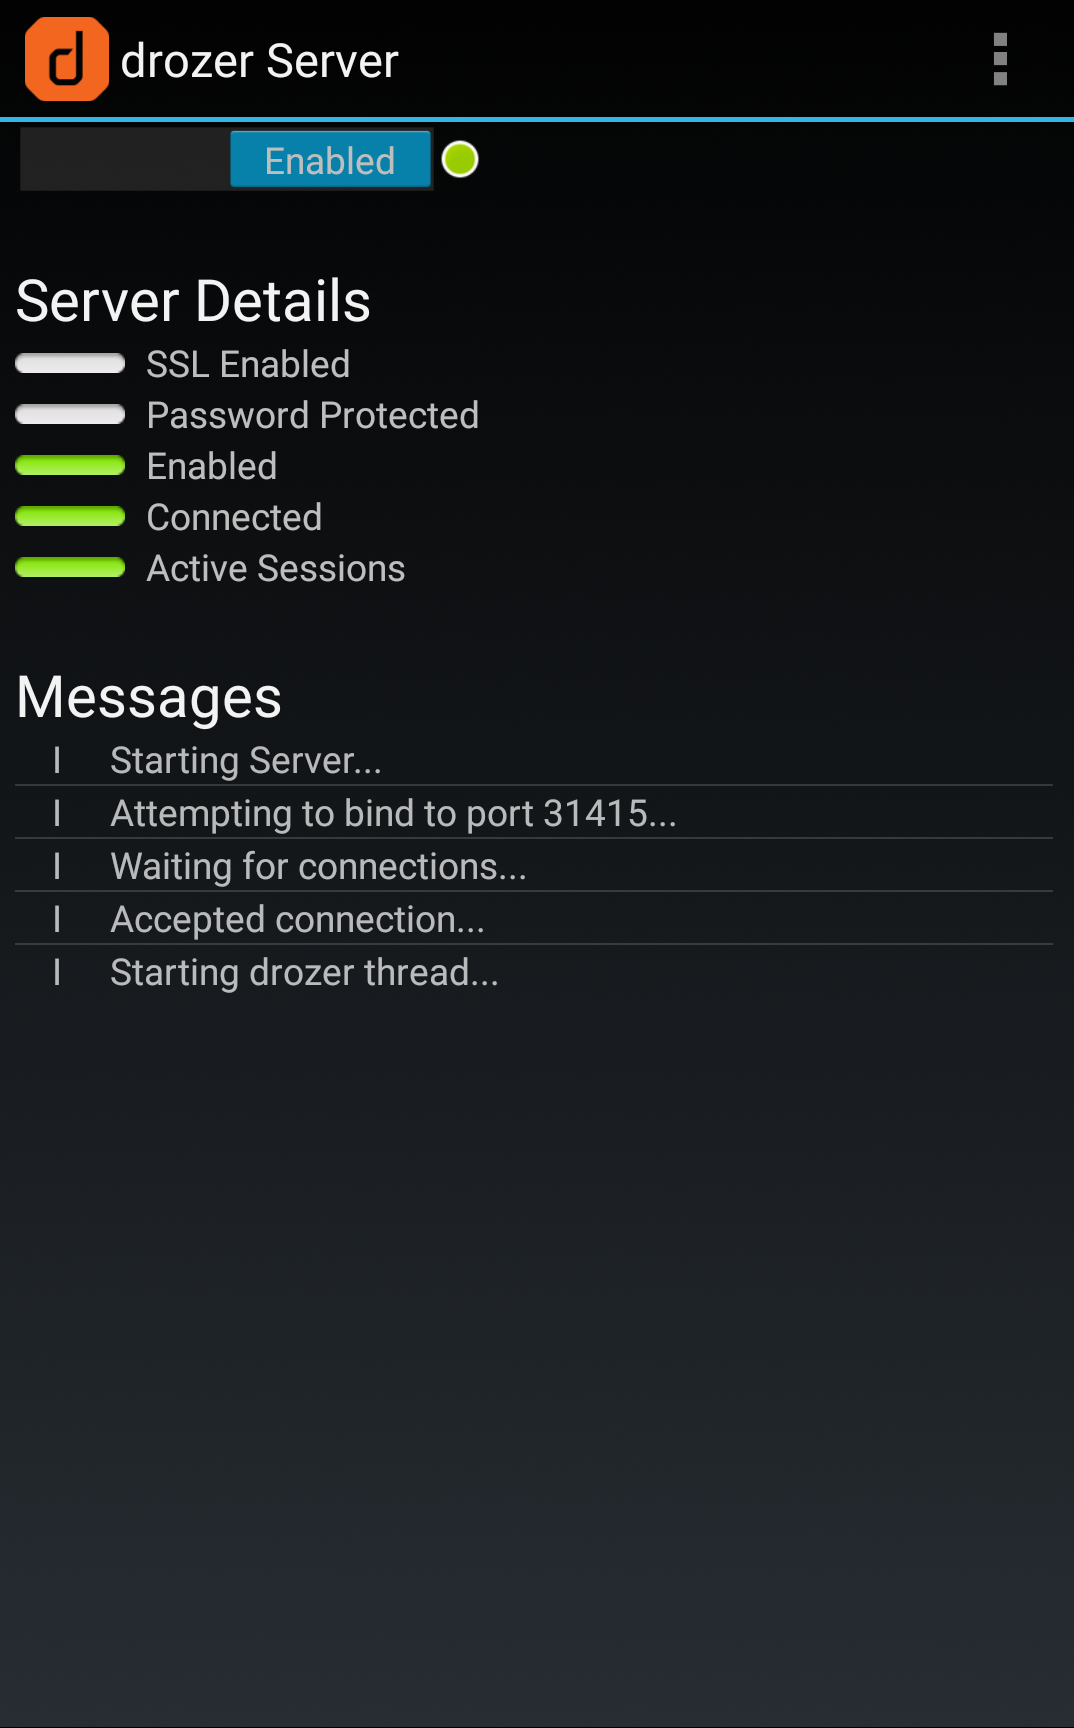 drozer Server
Enabled
Server Details
SSL Enabled
Password Protected
Enabled
Connected
Active Sessions
Messages
I Starting Server...
I Attempting to bind to port 31415...
I Waiting for connections...
I Accepted connection...
I Starting drozer thread...